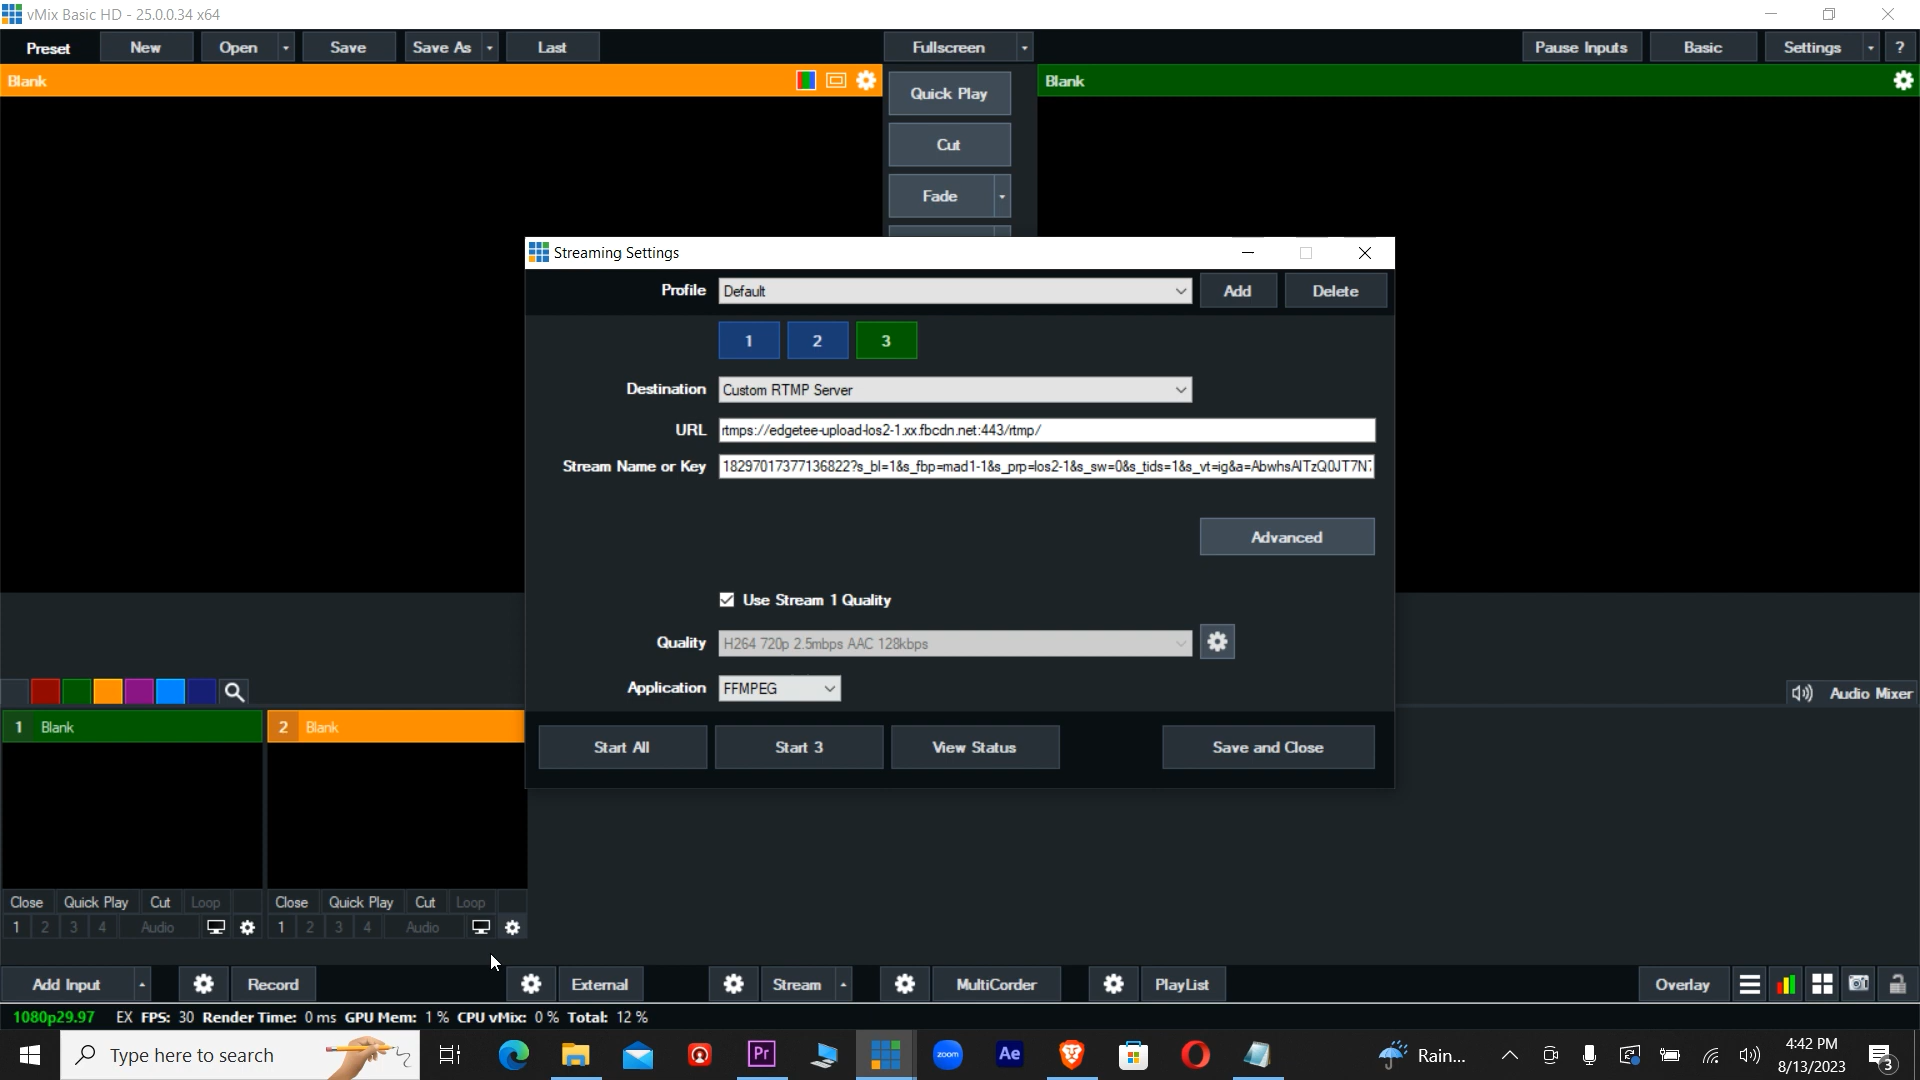 vMix Basic HD - 25.0.0.34 x64
Preset New Open Save Save As Last Fullscreen Pause Inputs Basic Settings ?
Blank
Blank
Quick Play
Cut
Fade
Streaming Settings
Profile Default Add Delete
1 2 3
Destination Custom RTMP Server
URL rtmps://edgetee-upload-los2-1.xx.fbcdn.net:443/rtmp/
Stream Name or Key 18297017377136822?s_bl=1&s_fbp=mad1-1&s_prp=los2-1&s_sw=0&s_tids=1&s_vt=ig&a=AbwhsAlTzQ0JT7N
Advanced
Use Stream 1 Quality
Quality H264 720p 2.5mbps AAC 128kbps
Application FFMPEG
Start All Start 3 View Status Save and Close
Audio Mixer
1 Blank 2 Blank
Close Quick Play Cut Loop Close Quick Play Cut Loop
1 2 3 4 Audio 1 2 3 4 Audio
Add Input Record External Stream MultiCorder PlayList Overlay
1080p29.97 EX FPS: 30 Render Time: 0 ms GPU Mem: 1 % CPU vMix: 0 % Total: 12 %
Type here to search
Pr
zoom
Ae
Rain...
4:42 PM
8/13/2023
3